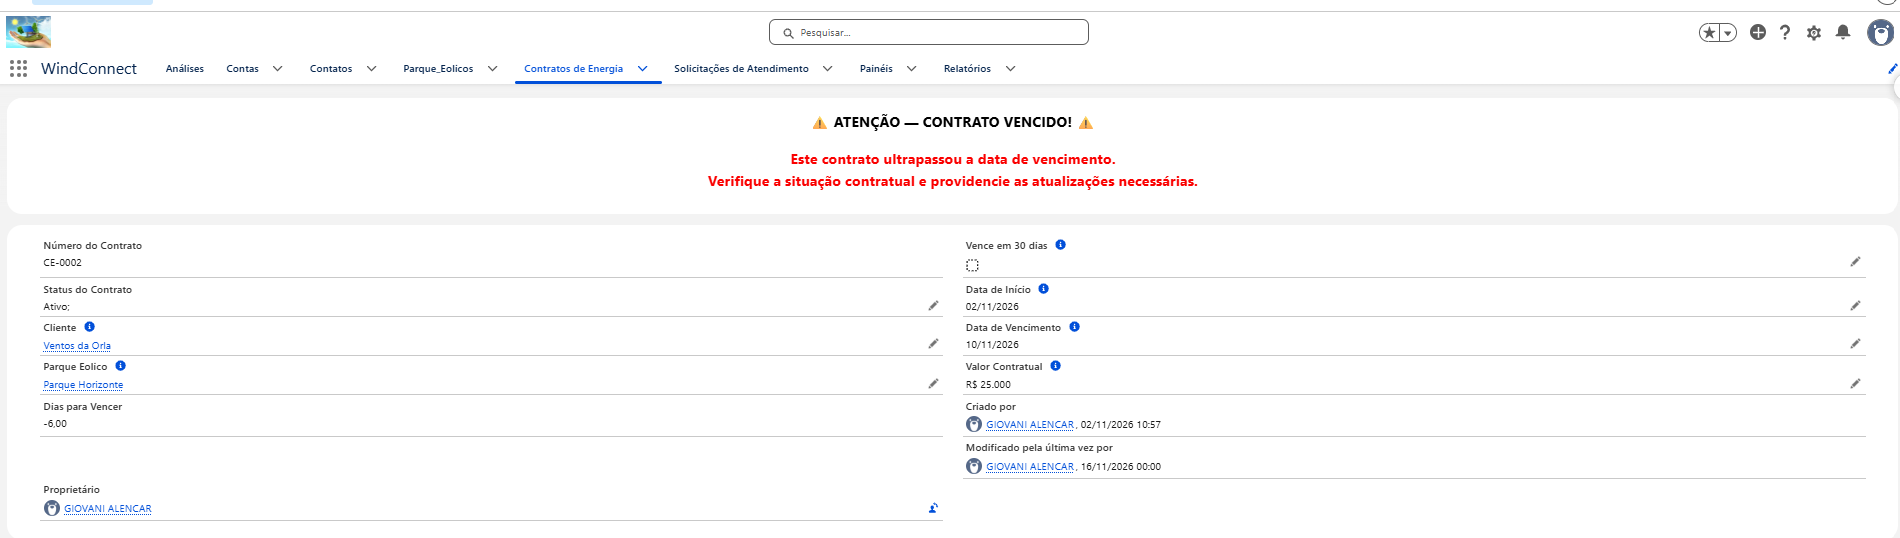 Pesquisar...
WindConnect
Análises
Contas
Contatos
Parque_Eolicos
Contratos de Energia
Solicitações de Atendimento
Painéis
Relatórios
⚠️ ATENÇÃO — CONTRATO VENCIDO! ⚠️
Este contrato ultrapassou a data de vencimento.
Verifique a situação contratual e providencie as atualizações necessárias.
Número do Contrato
CE-0002
Status do Contrato
Ativo;
Cliente
Ventos da Orla
Parque Eolico
Parque Horizonte
Dias para Vencer
-6,00
Proprietário
GIOVANI ALENCAR
Vence em 30 dias
Data de Início
02/11/2026
Data de Vencimento
10/11/2026
Valor Contratual
R$ 25.000
Criado por
GIOVANI ALENCAR, 02/11/2026 10:57
Modificado pela última vez por
GIOVANI ALENCAR, 16/11/2026 00:00